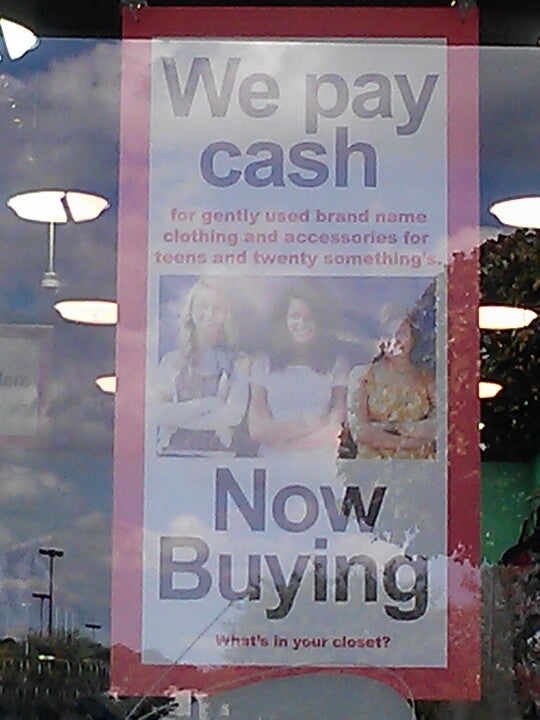 We pay
cash
for gently used brand name
clothing and accessories for
teens and twenty something's.
Now
Buying
What's in your closet?